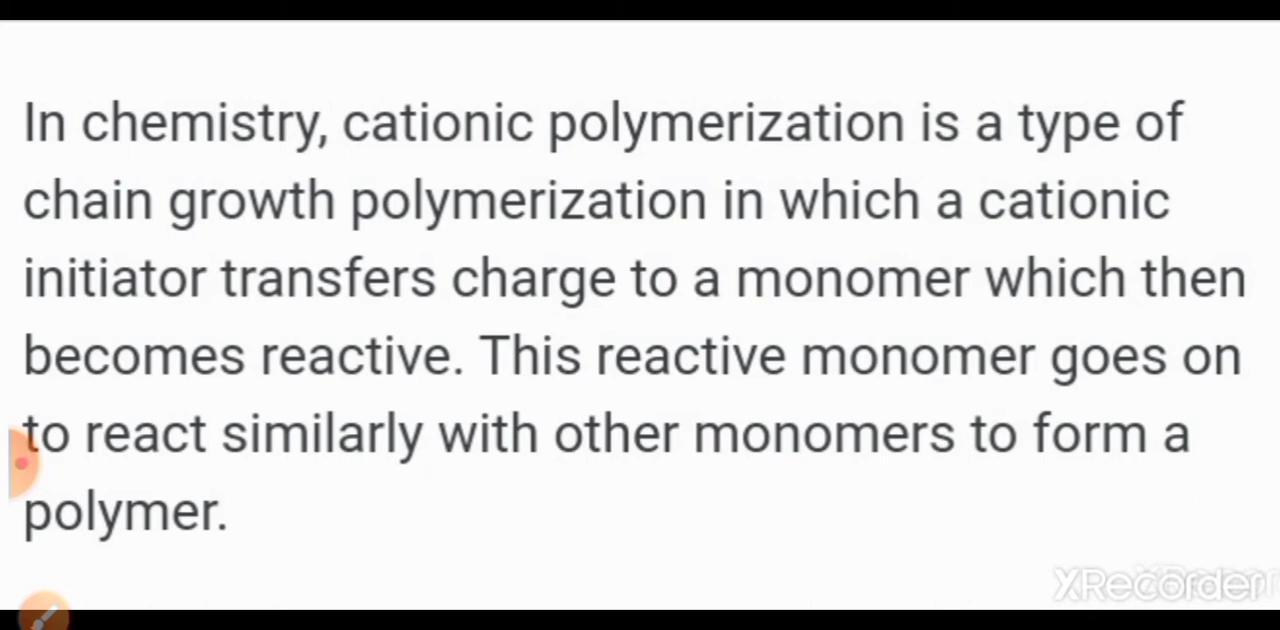 In chemistry, cationic polymerization is a type of
chain growth polymerization in which a cationic
initiator transfers charge to a monomer which then
becomes reactive. This reactive monomer goes on
to react similarly with other monomers to form a
polymer.
XRecorder